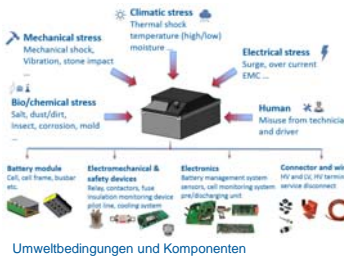 Climatic stress
Thermal shock
temperature (high/low)
moisture ...
Mechanical stress
Mechanical shock,
Vibration, stone impact
...
Electrical stress
Surge, over current
EMC ...
Bio/chemical stress
Salt, dust/dirt,
insect, corrosion, mold
...
Human
Misuse from technician
and driver
Battery module
Cell, cell frame, busbar
etc.
Electromechanical &
safety devices
Relay, contactors, fuse
insulation monitoring device
pilot line, cooling system
Electronics
Battery management system
sensors, cell monitoring system
pre/discharging unit
Connector and wir
HV and LV, HV termin
service disconnect
Umweltbedingungen und Komponenten